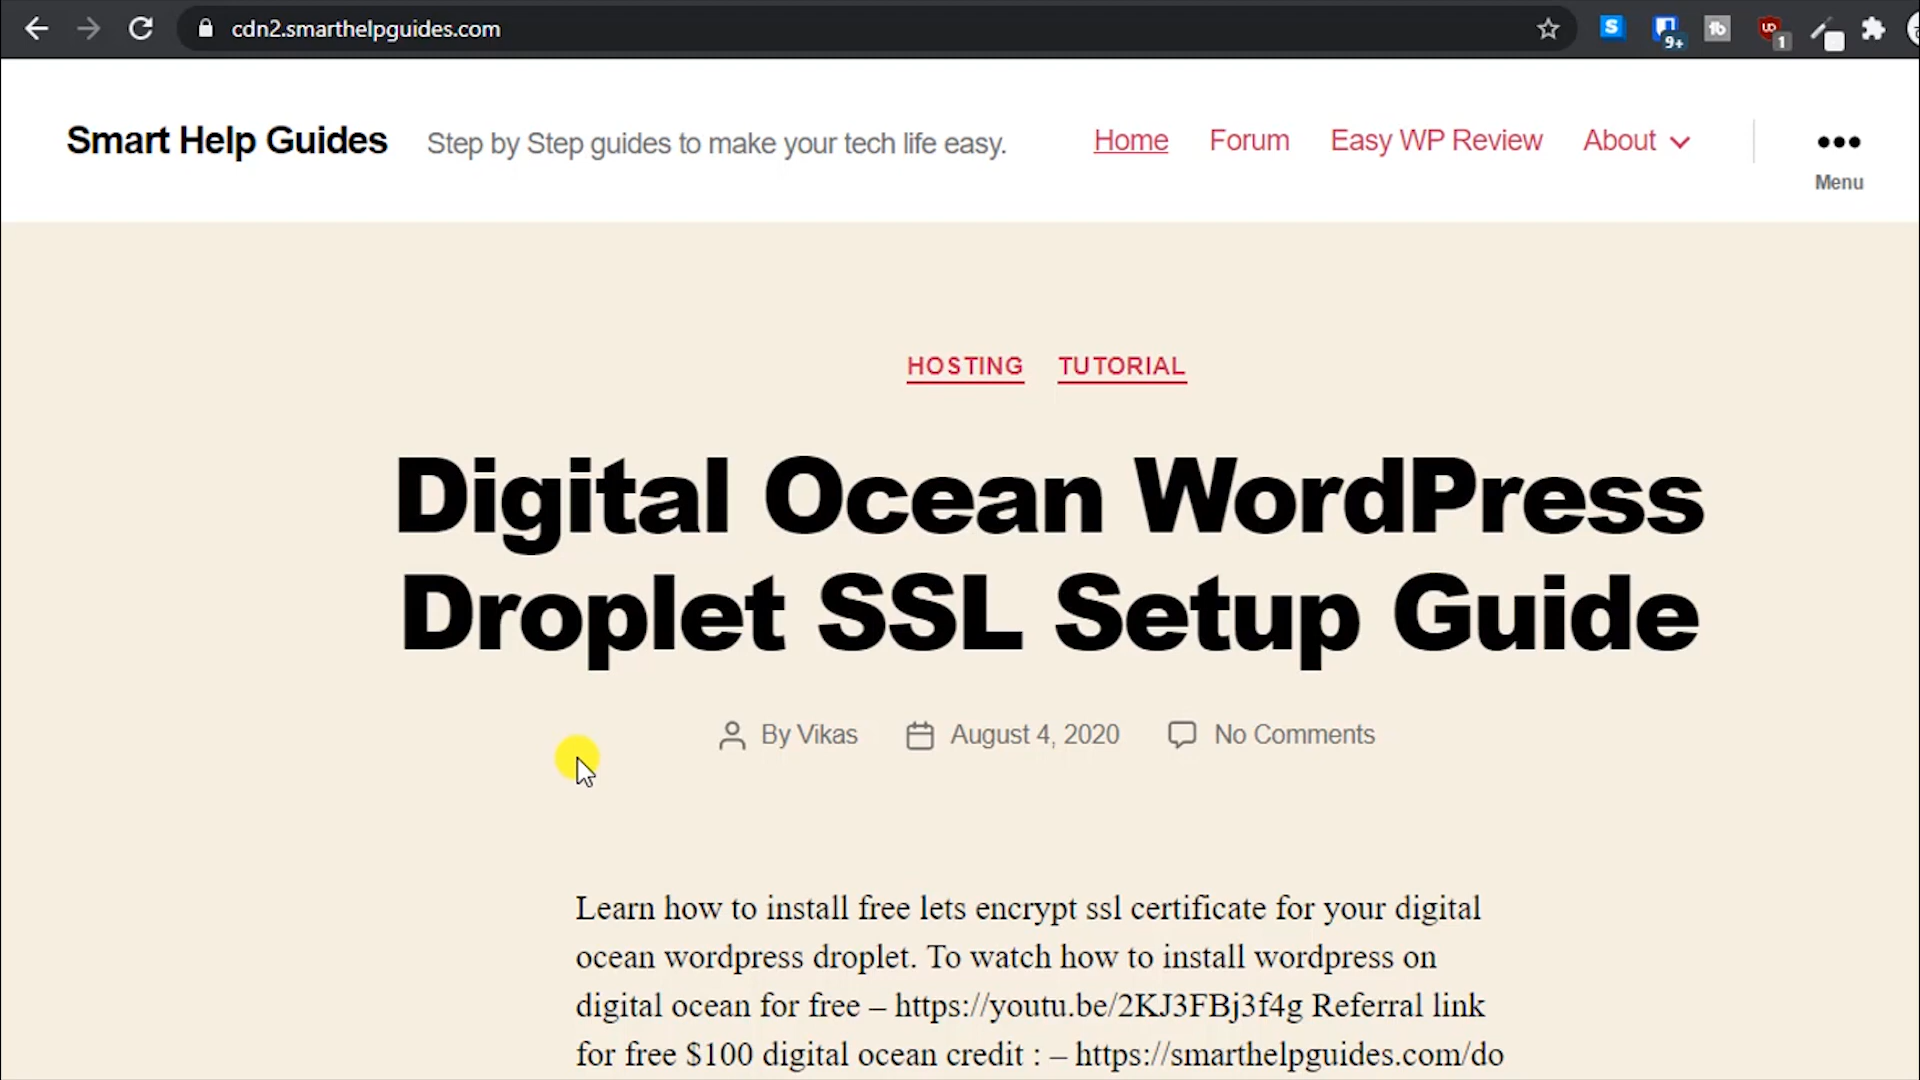 cdn2.smarthelpguides.com
S
9+
tb
UD
1
Smart Help Guides
Step by Step guides to make your tech life easy.
Home
Forum
Easy WP Review
About
Menu
HOSTING
TUTORIAL
Digital Ocean WordPress
Droplet SSL Setup Guide
By Vikas
August 4, 2020
No Comments
Learn how to install free lets encrypt ssl certificate for your digital
ocean wordpress droplet. To watch how to install wordpress on
digital ocean for free – https://youtu.be/2KJ3FBj3f4g Referral link
for free $100 digital ocean credit : – https://smarthelpguides.com/do